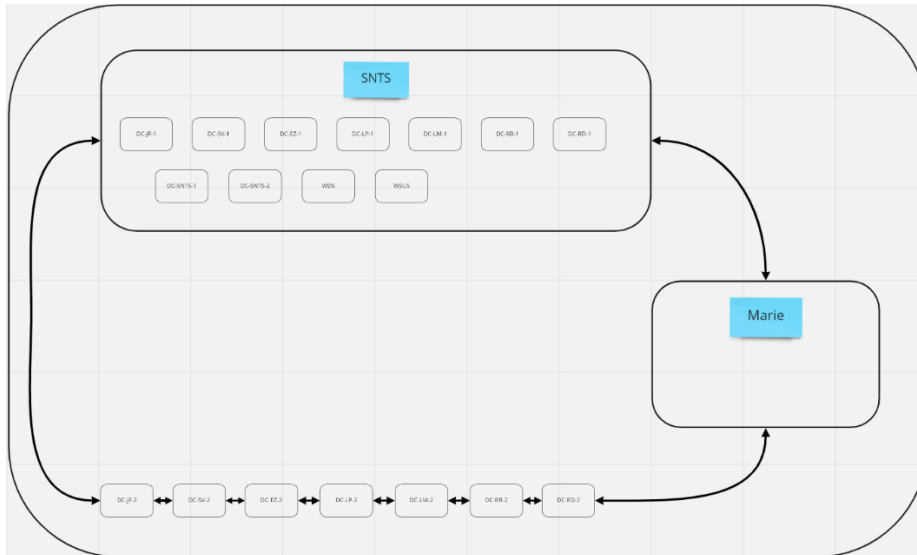 SNTS
DC-JF-1 DC-SV-1 DC-EZ-1 DC-LP-1 DC-LM-1 DC-RB-1 DC-RD-1
DC-SNTS-1 DC-SNTS-2 WDS WSUS
Marie
DC-JF-2 DC-SV-2 DC-EZ-2 DC-LP-2 DC-LM-2 DC-RB-2 DC-RD-2